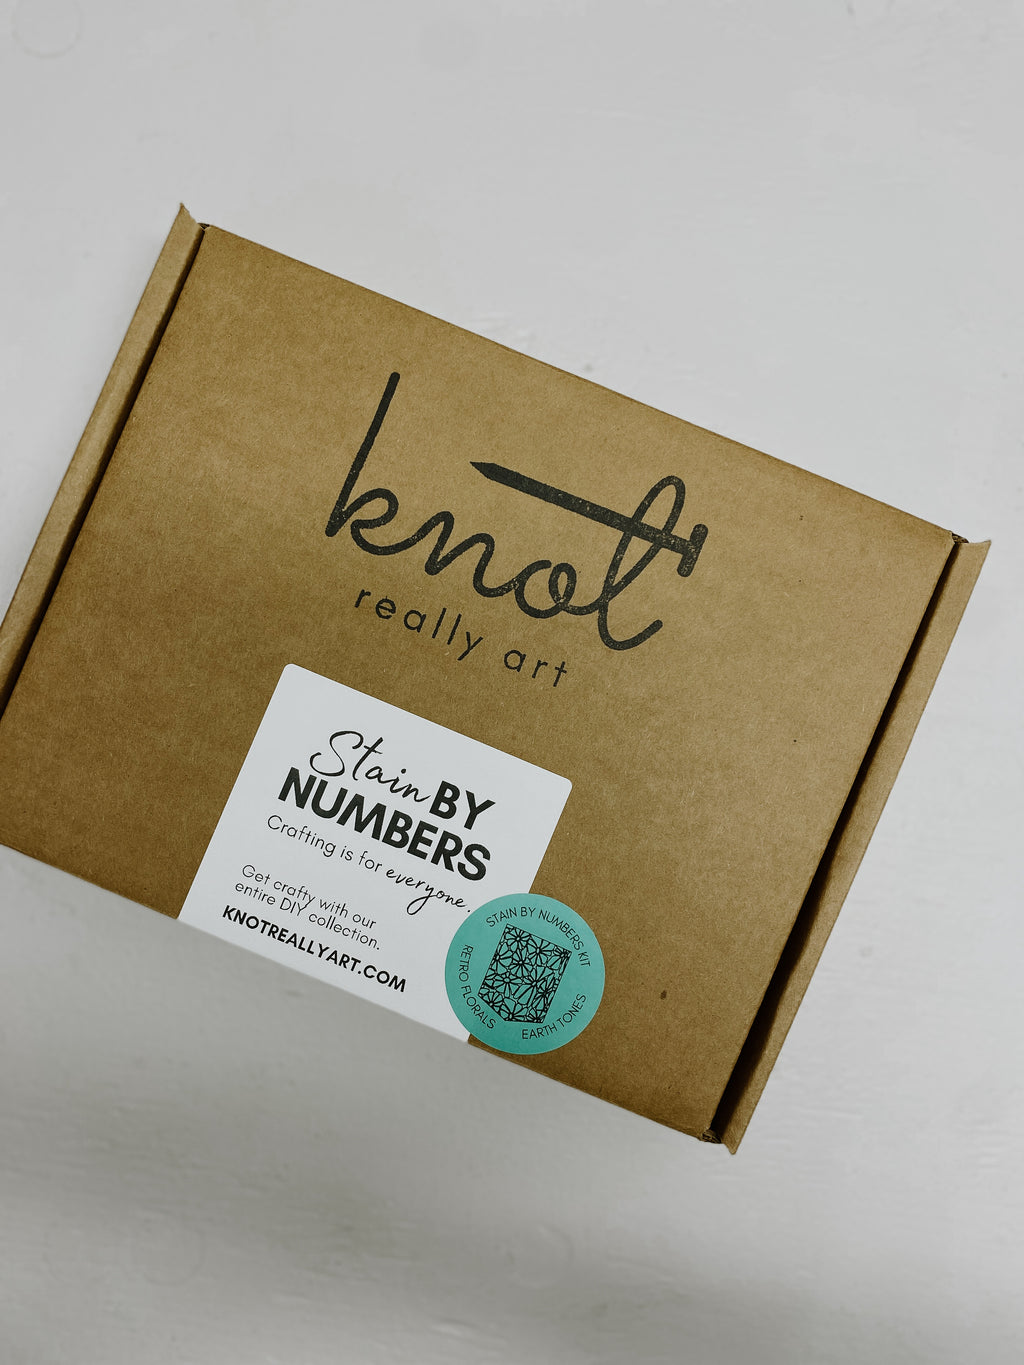 knot
really art
Stain BY
NUMBERS
Crafting is for everyone.
Get crafty with our
entire DIY collection.
KNOTREALLYART.COM
STAIN BY NUMBERS KIT
RETRO FLORALS
EARTH TONES